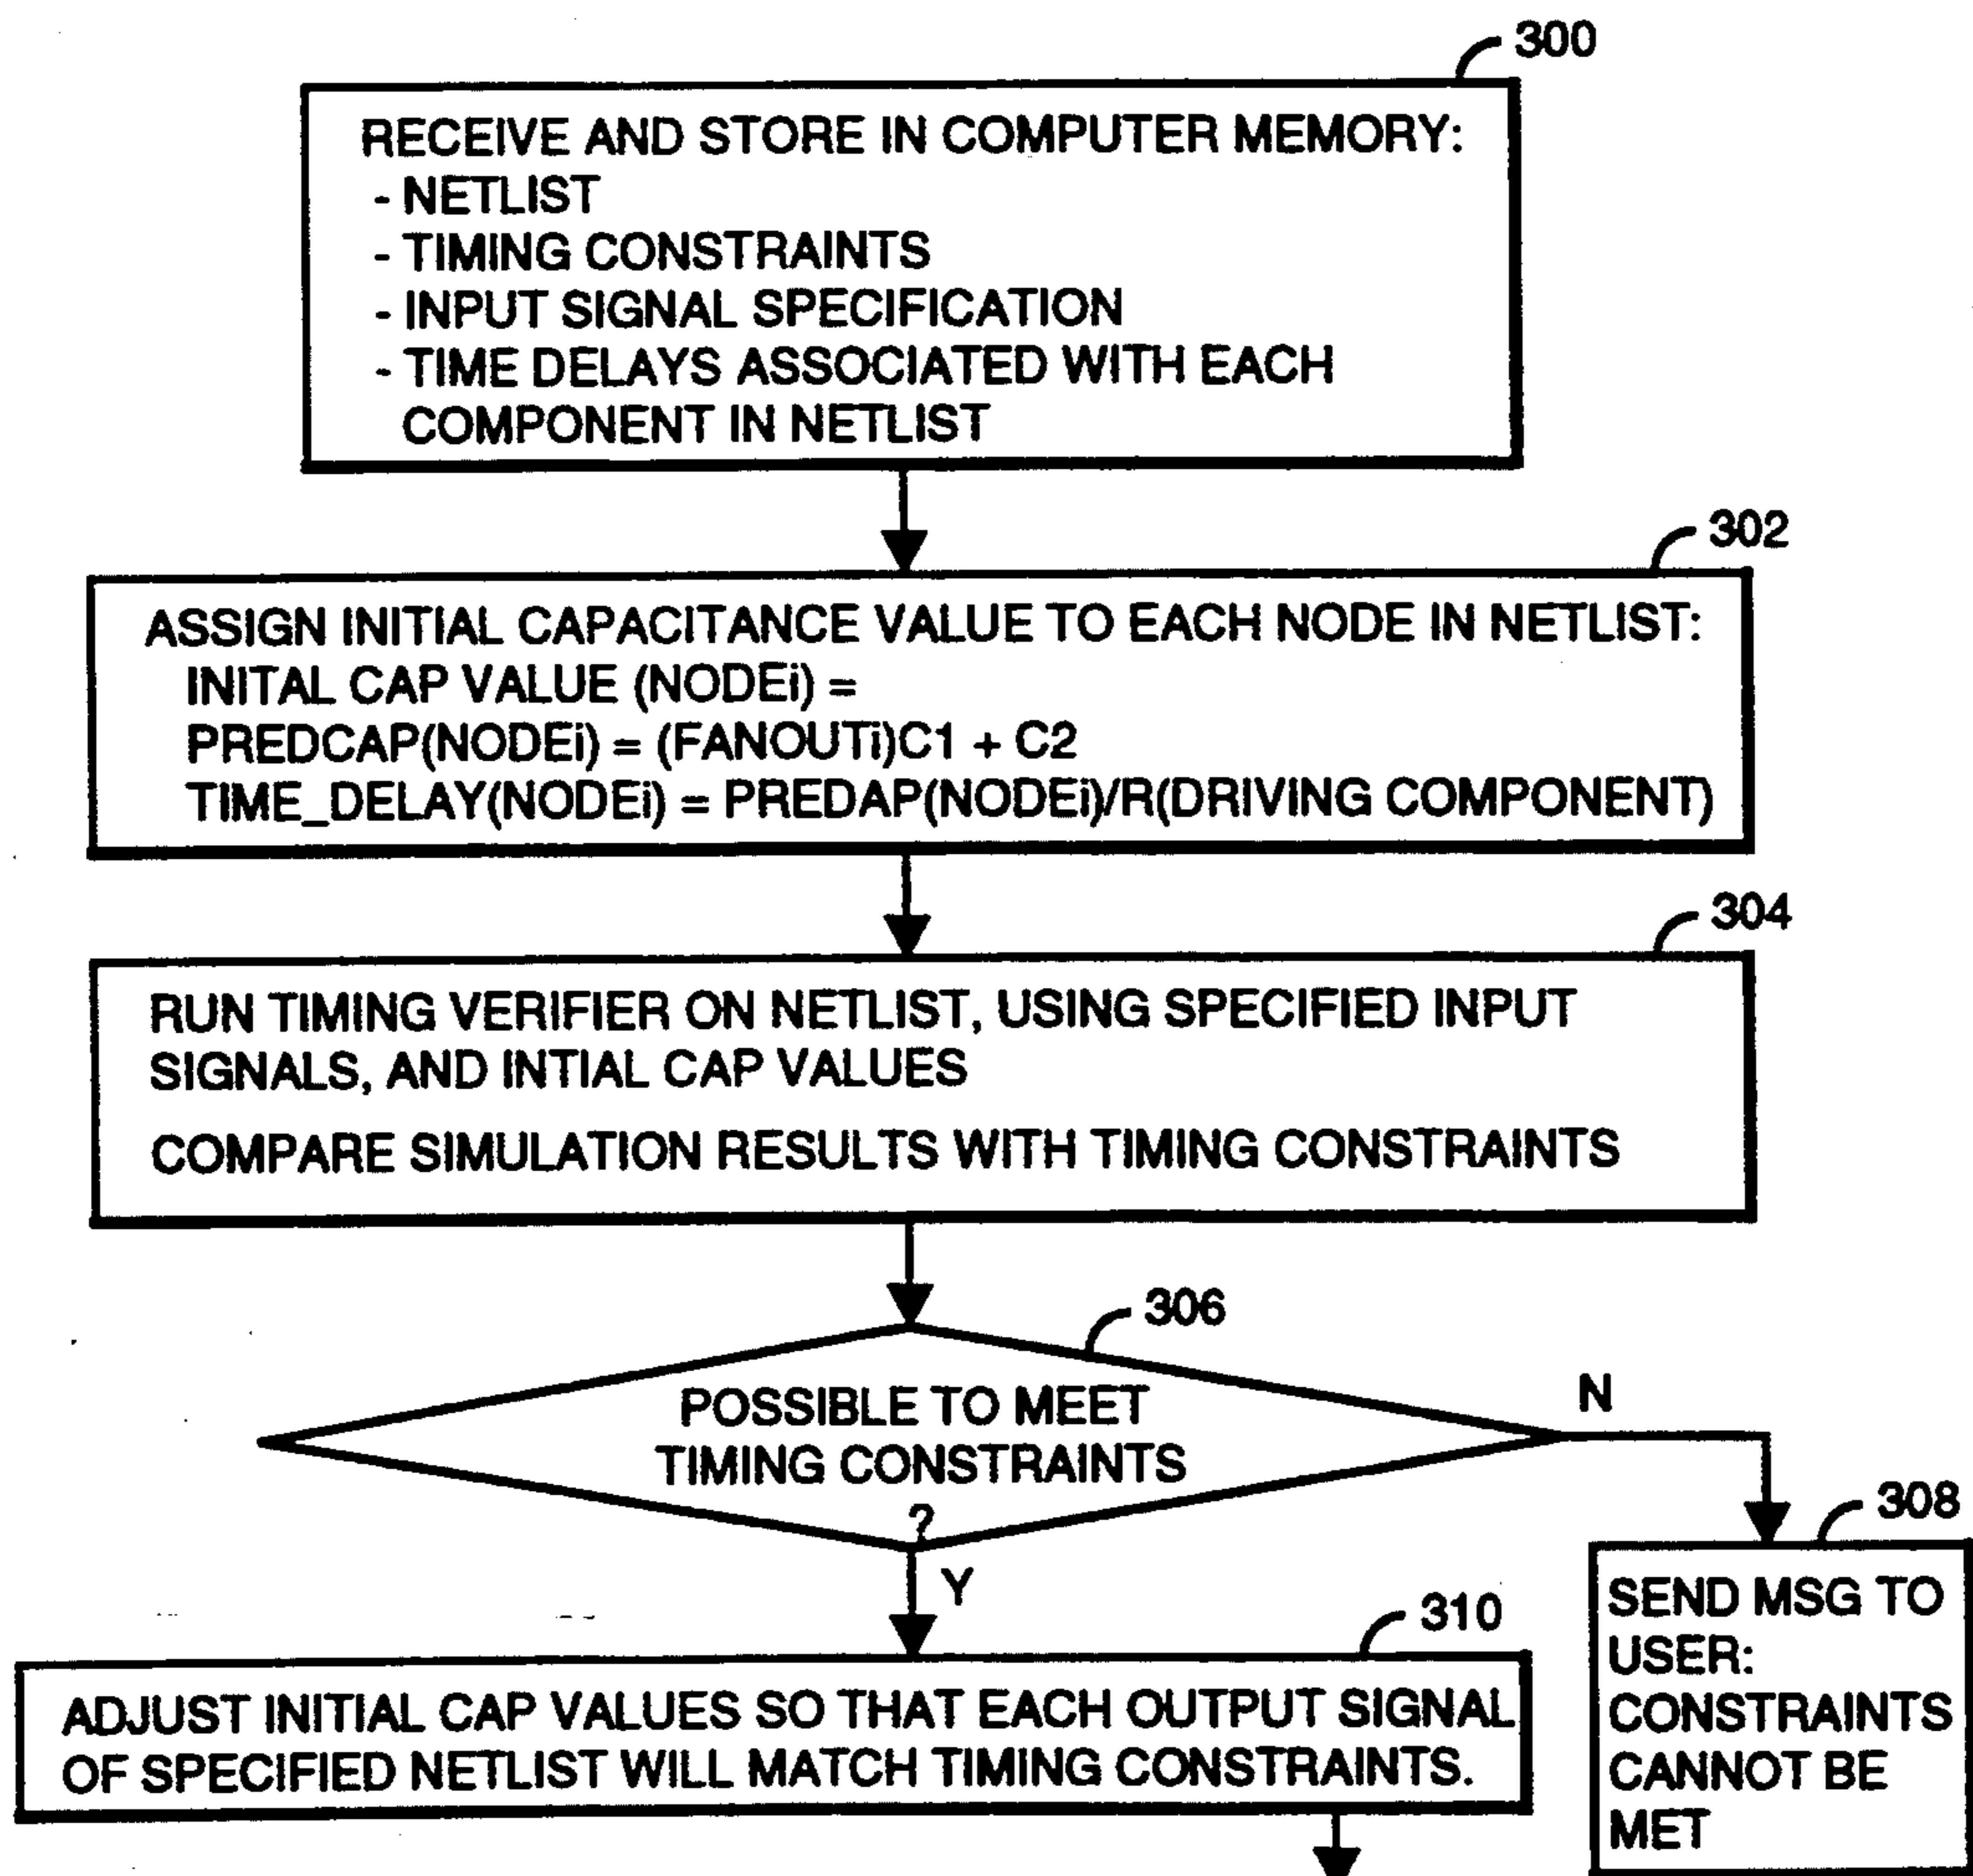 300
RECEIVE AND STORE IN COMPUTER MEMORY:
- NETLIST
- TIMING CONSTRAINTS
- INPUT SIGNAL SPECIFICATION
- TIME DELAYS ASSOCIATED WITH EACH
COMPONENT IN NETLIST
302
ASSIGN INITIAL CAPACITANCE VALUE TO EACH NODE IN NETLIST:
INITAL CAP VALUE (NODEi) =
PREDCAP(NODEi) = (FANOUTi)C1 + C2
TIME_DELAY(NODEi) = PREDAP(NODEi)/R(DRIVING COMPONENT)
304
RUN TIMING VERIFIER ON NETLIST, USING SPECIFIED INPUT
SIGNALS, AND INTIAL CAP VALUES
COMPARE SIMULATION RESULTS WITH TIMING CONSTRAINTS
306
POSSIBLE TO MEET
TIMING CONSTRAINTS
?
N
Y
308
SEND MSG TO
USER:
CONSTRAINTS
CANNOT BE
MET
310
ADJUST INITIAL CAP VALUES SO THAT EACH OUTPUT SIGNAL
OF SPECIFIED NETLIST WILL MATCH TIMING CONSTRAINTS.